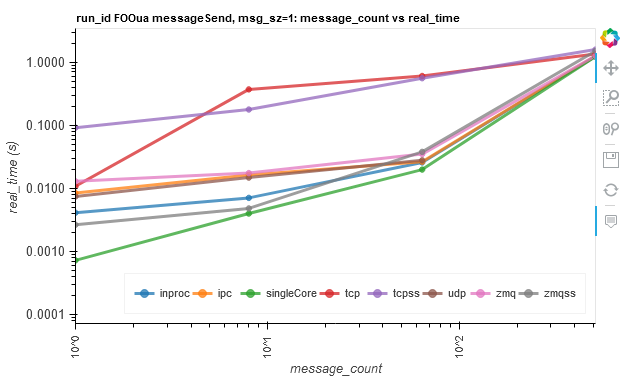 run_id FOOua messageSend, msg_sz=1: message_count vs real_time
real_time (s)
1.0000
0.1000
0.0100
0.0010
0.0001
inproc ipc singleCore tcp tcpss udp zmq zmqss
10^0 10^1 10^2
message_count